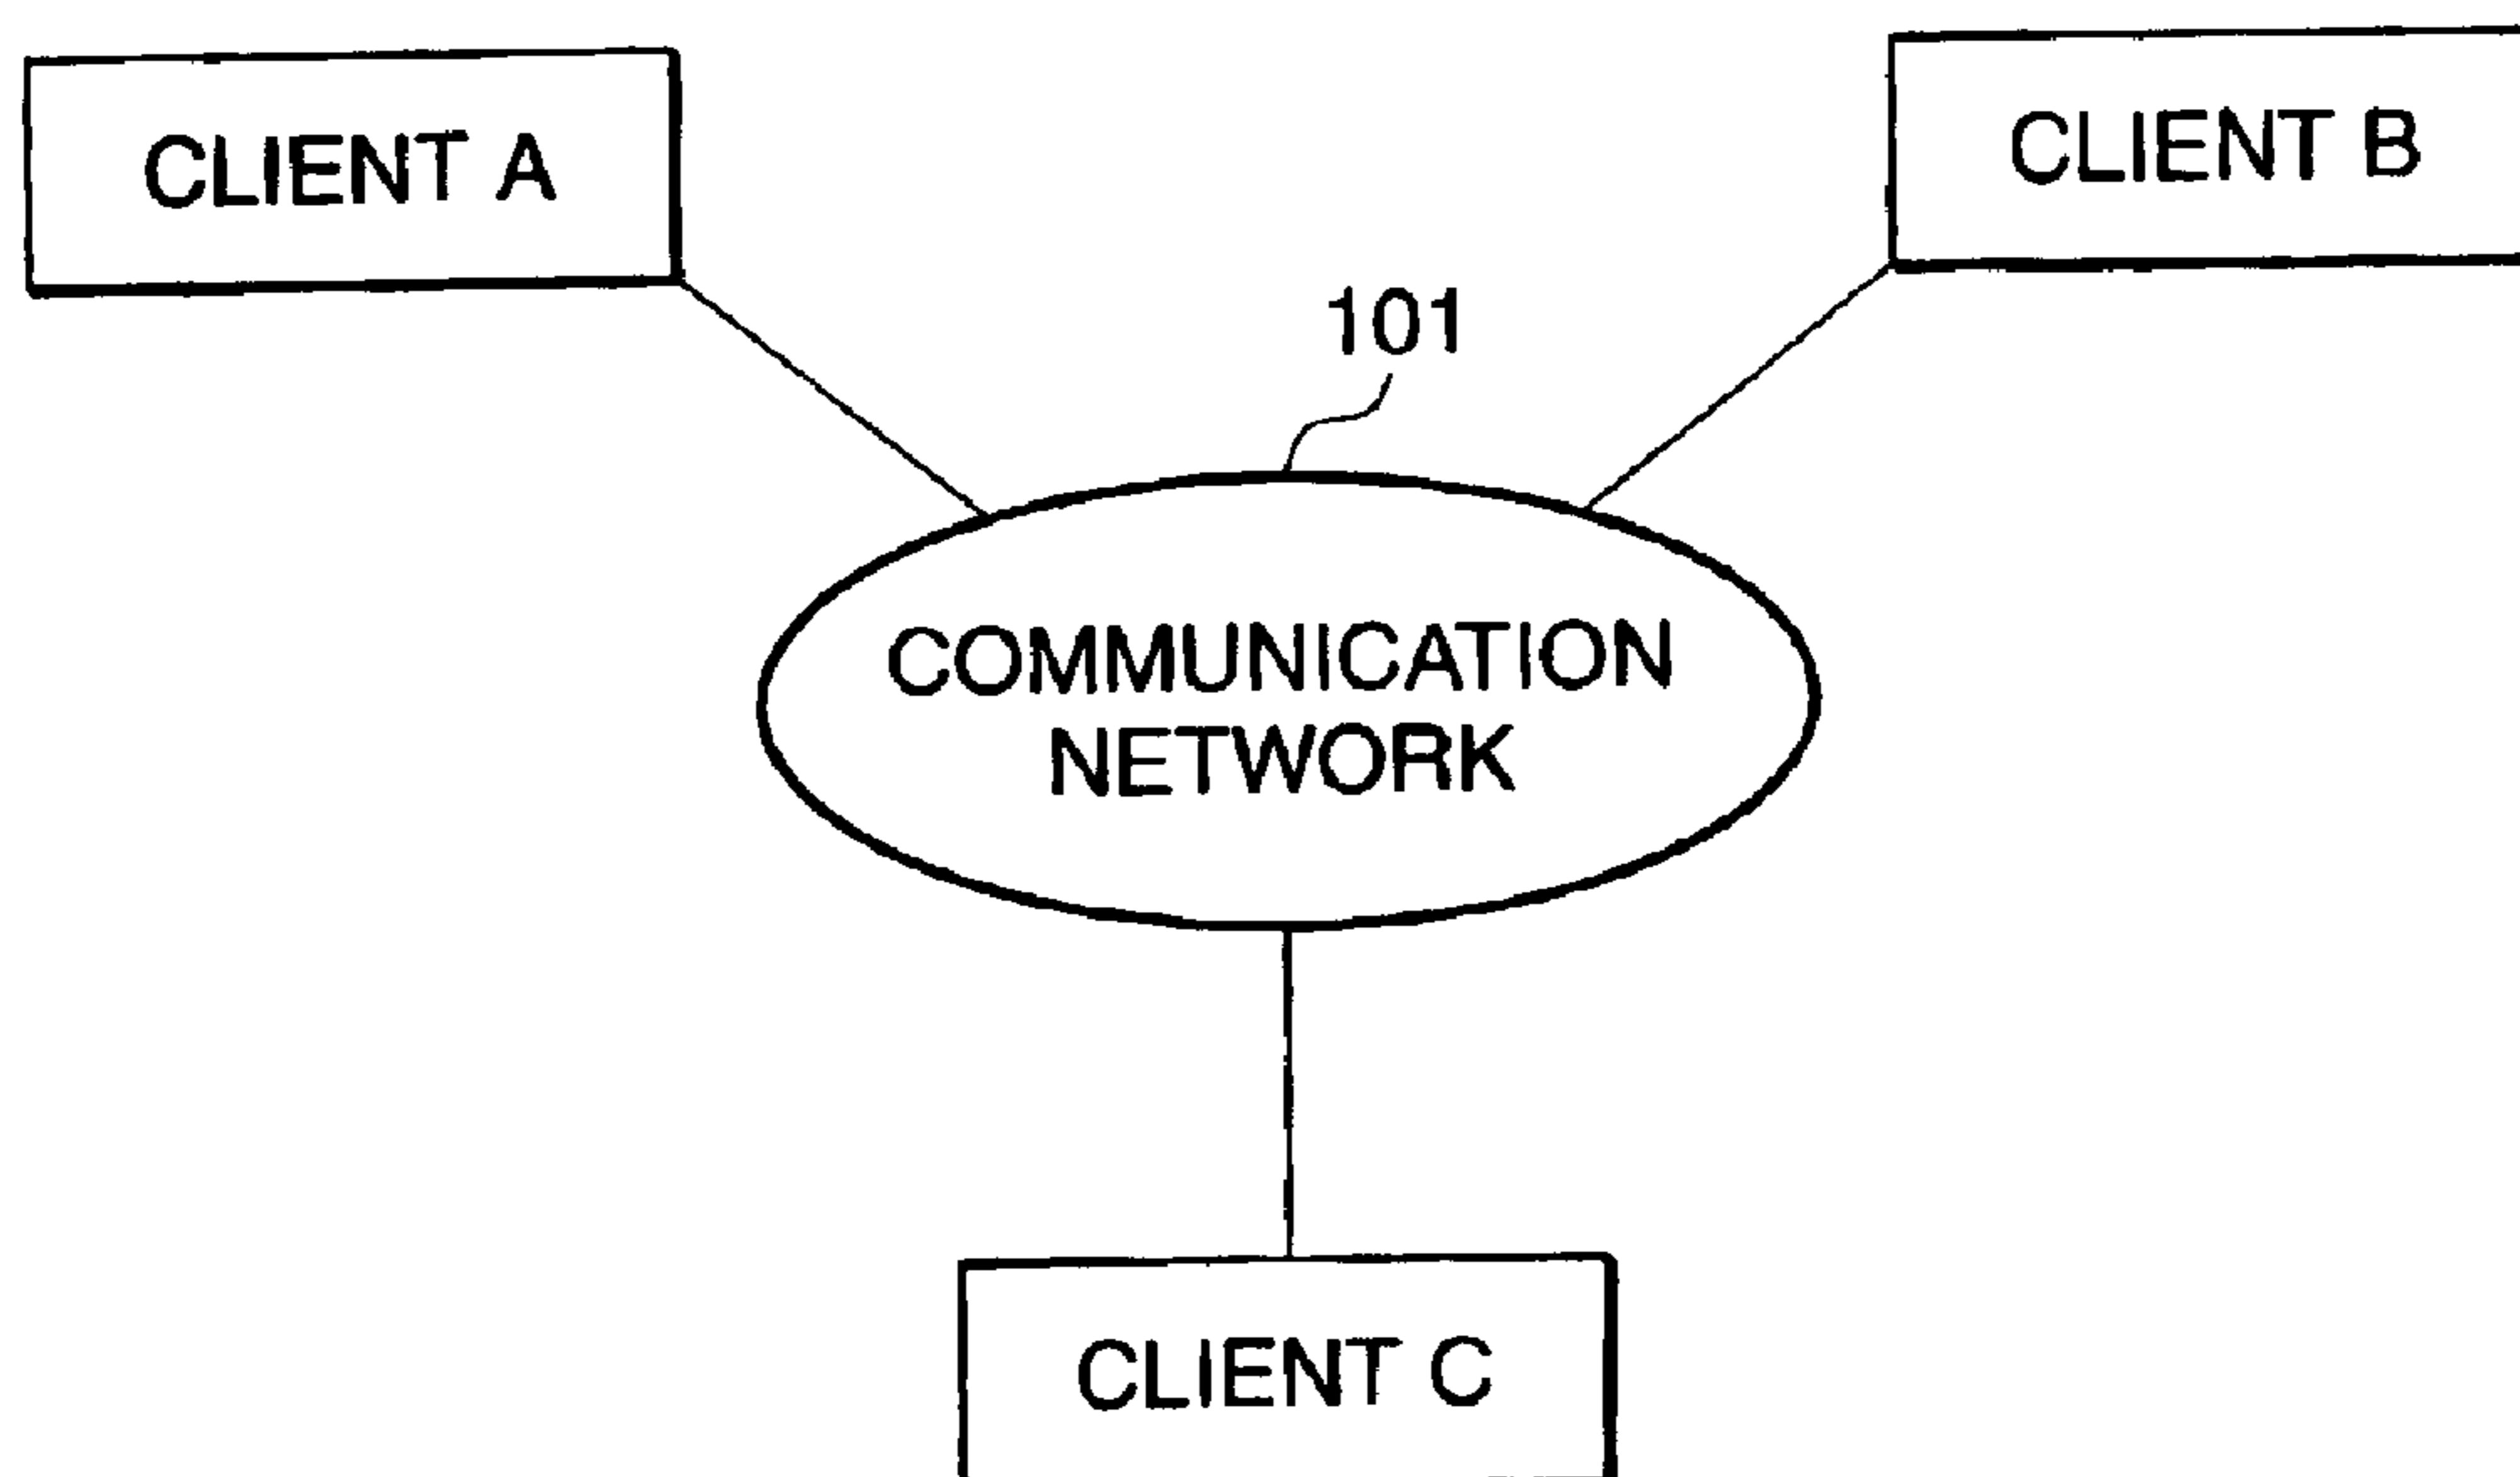 CLIENT A
CLIENT B
101
COMMUNICATION
NETWORK
CLIENT C